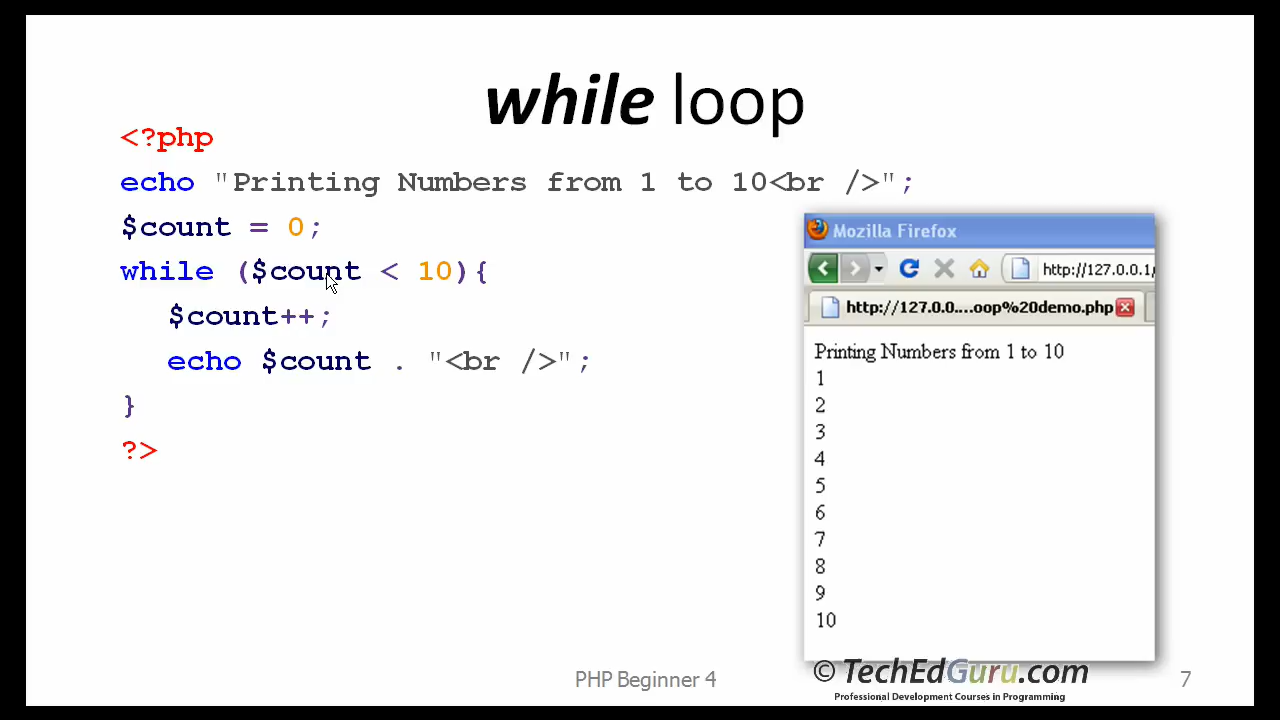 while loop
<?php
echo "Printing Numbers from 1 to 10<br />";
$count = 0;
while ($count < 10){
$count++;
echo $count . "<br />";
}
?>
Mozilla Firefox
http://127.0.0.1/
http://127.0.0....oop%20demo.php
Printing Numbers from 1 to 10
1
2
3
4
5
6
7
8
9
10
PHP Beginner 4
© TechEdGuru.com
Professional Development Courses in Programming
7